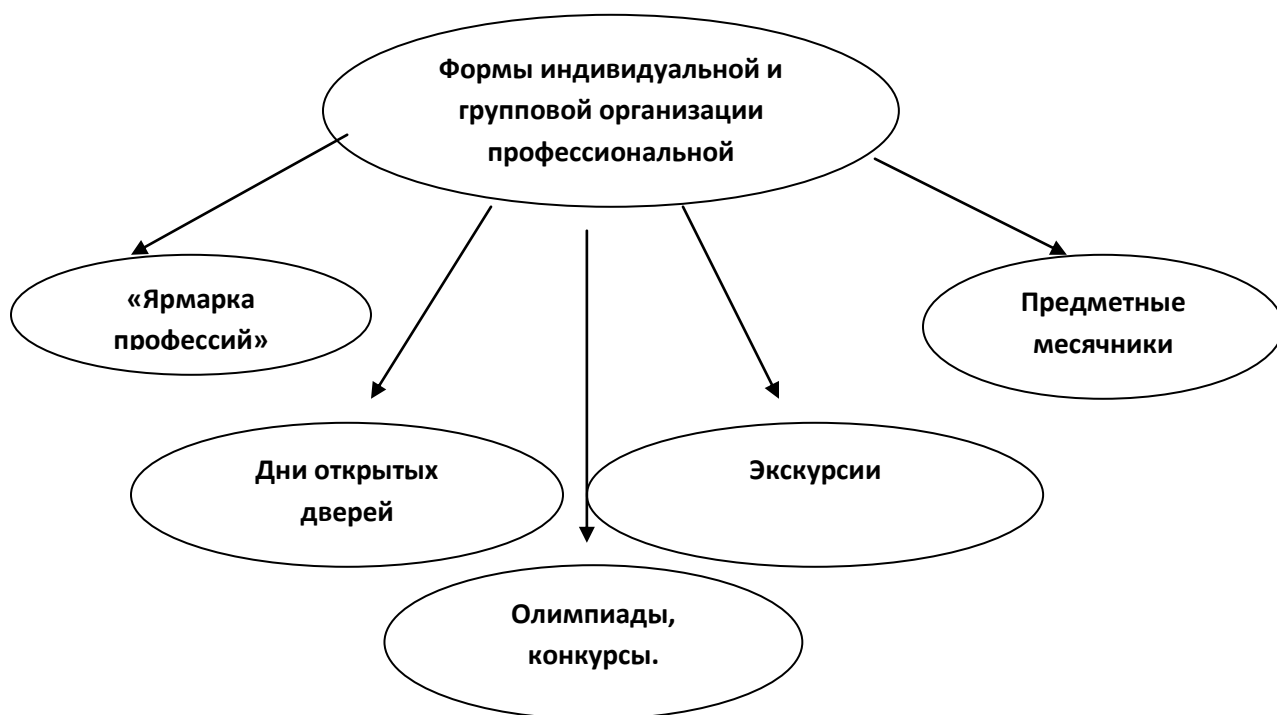 Формы индивидуальной и
групповой организации
профессиональной
«Ярмарка
профессий»
Предметные
месячники
Дни открытых
дверей
Экскурсии
Олимпиады,
конкурсы.